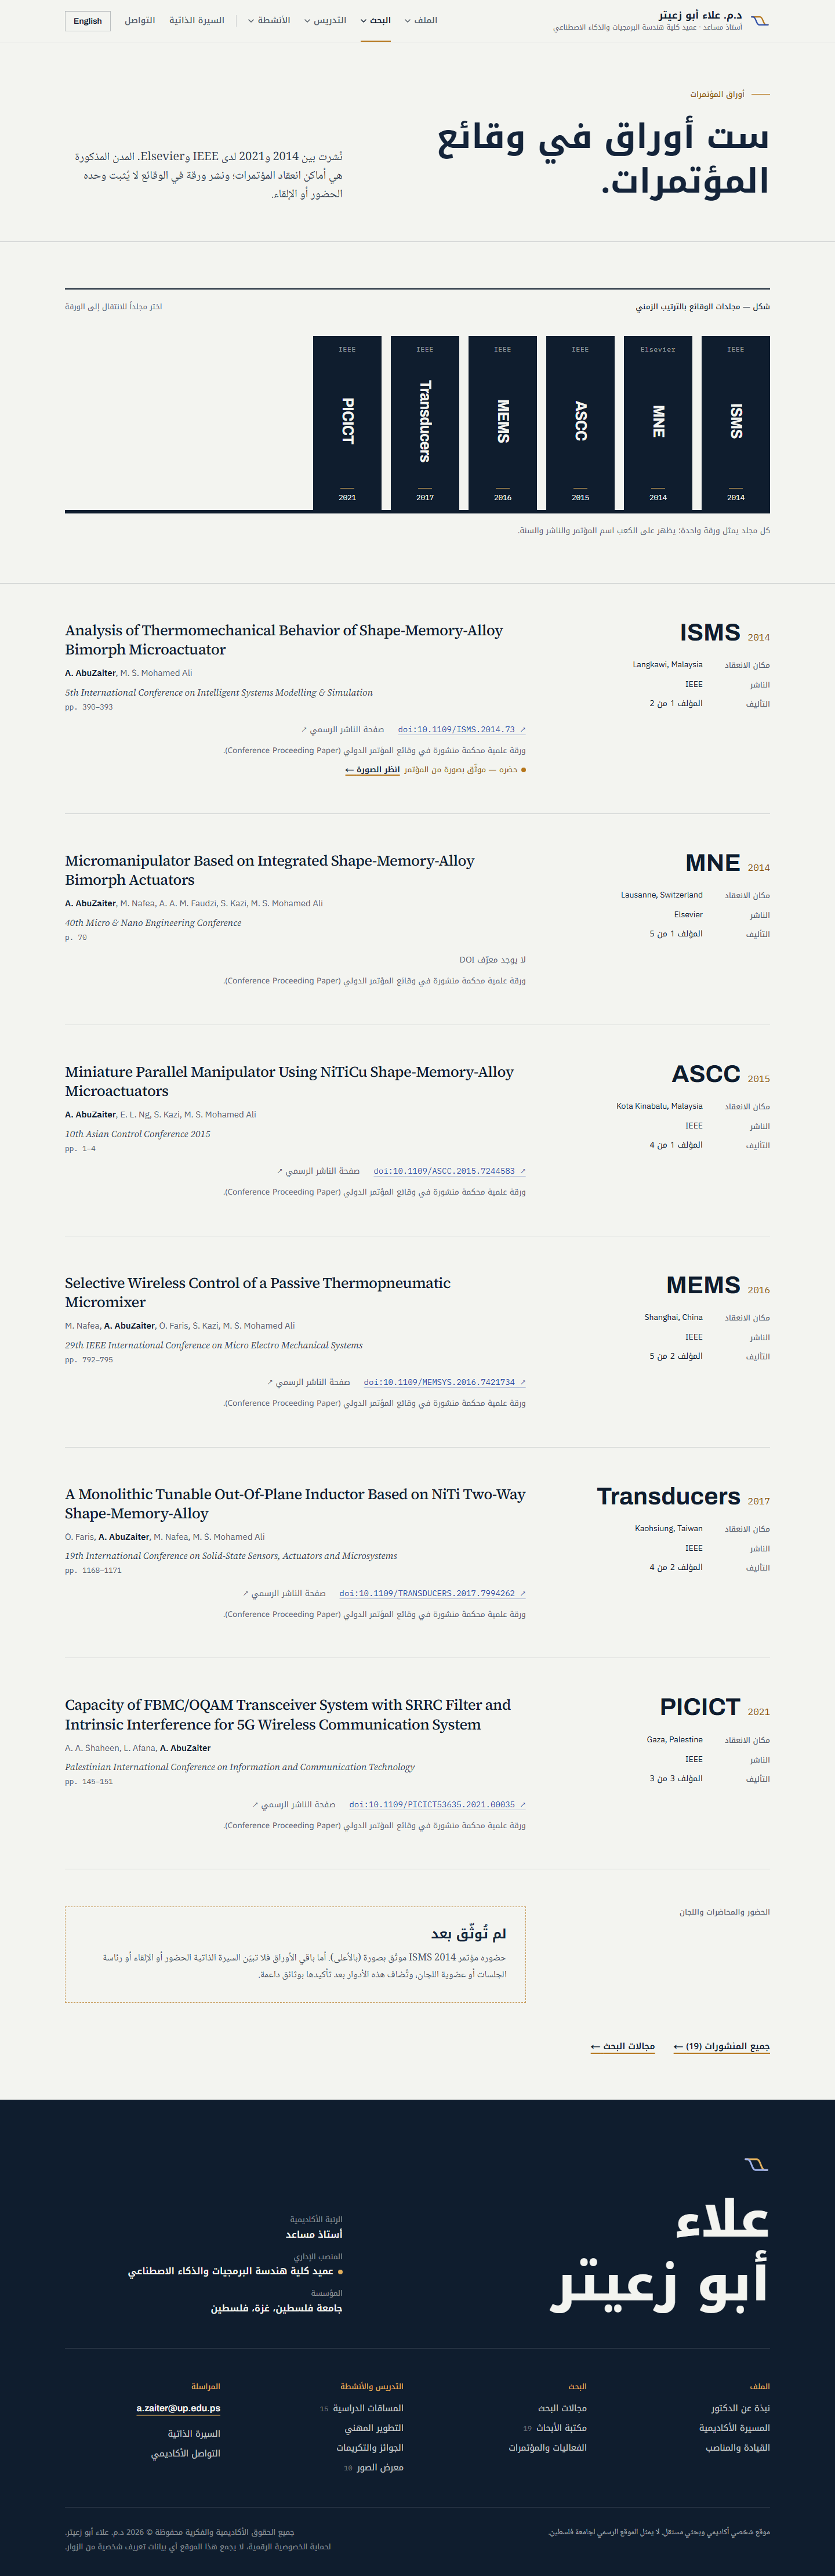 د.م. علاء أبو زعيتر
أستاذ مساعد · عميد كلية هندسة البرمجيات والذكاء الاصطناعي
الملف
البحث
التدريس
الأنشطة
السيرة الذاتية
التواصل
English
أوراق المؤتمرات
ست أوراق في وقائع
المؤتمرات.
نُشرت بين 2014 و2021 لدى IEEE وElsevier. المدن المذكورة
هي أماكن انعقاد المؤتمرات؛ ونشر ورقة في الوقائع لا يُثبت وحده
الحضور أو الإلقاء.
شكل — مجلدات الوقائع بالترتيب الزمني
اختر مجلداً للانتقال إلى الورقة
IEEE
ISMS
2014
Elsevier
MNE
2014
IEEE
ASCC
2015
IEEE
MEMS
2016
IEEE
Transducers
2017
IEEE
PICICT
2021
كل مجلد يمثل ورقة واحدة؛ يظهر على الكعب اسم المؤتمر والناشر والسنة.
2014 ISMS
مكان الانعقاد Langkawi, Malaysia
الناشر IEEE
التأليف المؤلف 1 من 2
Analysis of Thermomechanical Behavior of Shape-Memory-Alloy
Bimorph Microactuator
A. AbuZaiter, M. S. Mohamed Ali
5th International Conference on Intelligent Systems Modelling & Simulation
pp. 390–393
doi:10.1109/ISMS.2014.73 ↗ صفحة الناشر الرسمي ↗
ورقة علمية محكمة منشورة في وقائع المؤتمر الدولي (Conference Proceeding Paper).
حضره — موثّق بصورة من المؤتمر انظر الصورة ←
2014 MNE
مكان الانعقاد Lausanne, Switzerland
الناشر Elsevier
التأليف المؤلف 1 من 5
Micromanipulator Based on Integrated Shape-Memory-Alloy
Bimorph Actuators
A. AbuZaiter, M. Nafea, A. A. M. Faudzi, S. Kazi, M. S. Mohamed Ali
40th Micro & Nano Engineering Conference
p. 70
لا يوجد معرّف DOI
ورقة علمية محكمة منشورة في وقائع المؤتمر الدولي (Conference Proceeding Paper).
2015 ASCC
مكان الانعقاد Kota Kinabalu, Malaysia
الناشر IEEE
التأليف المؤلف 1 من 4
Miniature Parallel Manipulator Using NiTiCu Shape-Memory-Alloy
Microactuators
A. AbuZaiter, E. L. Ng, S. Kazi, M. S. Mohamed Ali
10th Asian Control Conference 2015
pp. 1–4
doi:10.1109/ASCC.2015.7244583 ↗ صفحة الناشر الرسمي ↗
ورقة علمية محكمة منشورة في وقائع المؤتمر الدولي (Conference Proceeding Paper).
2016 MEMS
مكان الانعقاد Shanghai, China
الناشر IEEE
التأليف المؤلف 2 من 5
Selective Wireless Control of a Passive Thermopneumatic
Micromixer
M. Nafea, A. AbuZaiter, O. Faris, S. Kazi, M. S. Mohamed Ali
29th IEEE International Conference on Micro Electro Mechanical Systems
pp. 792–795
doi:10.1109/MEMSYS.2016.7421734 ↗ صفحة الناشر الرسمي ↗
ورقة علمية محكمة منشورة في وقائع المؤتمر الدولي (Conference Proceeding Paper).
2017 Transducers
مكان الانعقاد Kaohsiung, Taiwan
الناشر IEEE
التأليف المؤلف 2 من 4
A Monolithic Tunable Out-Of-Plane Inductor Based on NiTi Two-Way
Shape-Memory-Alloy
O. Faris, A. AbuZaiter, M. Nafea, M. S. Mohamed Ali
19th International Conference on Solid-State Sensors, Actuators and Microsystems
pp. 1168–1171
doi:10.1109/TRANSDUCERS.2017.7994262 ↗ صفحة الناشر الرسمي ↗
ورقة علمية محكمة منشورة في وقائع المؤتمر الدولي (Conference Proceeding Paper).
2021 PICICT
مكان الانعقاد Gaza, Palestine
الناشر IEEE
التأليف المؤلف 3 من 3
Capacity of FBMC/OQAM Transceiver System with SRRC Filter and
Intrinsic Interference for 5G Wireless Communication System
A. A. Shaheen, L. Afana, A. AbuZaiter
Palestinian International Conference on Information and Communication Technology
pp. 145–151
doi:10.1109/PICICT53635.2021.00035 ↗ صفحة الناشر الرسمي ↗
ورقة علمية محكمة منشورة في وقائع المؤتمر الدولي (Conference Proceeding Paper).
الحضور والمحاضرات واللجان
لم تُوثّق بعد
حضوره مؤتمر ISMS 2014 موثّق بصورة (بالأعلى). أما باقي الأوراق فلا تبيّن السيرة الذاتية الحضور أو الإلقاء أو رئاسة
الجلسات أو عضوية اللجان، وتُضاف هذه الأدوار بعد تأكيدها بوثائق داعمة.
جميع المنشورات (19) ←
مجالات البحث ←
علاء
أبو زعيتر
الرتبة الأكاديمية
أستاذ مساعد
المنصب الإداري
عميد كلية هندسة البرمجيات والذكاء الاصطناعي
المؤسسة
جامعة فلسطين، غزة، فلسطين
الملف
نبذة عن الدكتور
المسيرة الأكاديمية
القيادة والمناصب
البحث
مجالات البحث
مكتبة الأبحاث 19
الفعاليات والمؤتمرات
التدريس والأنشطة
المساقات الدراسية 15
التطوير المهني
الجوائز والتكريمات
معرض الصور 10
المراسلة
a.zaiter@up.edu.ps
السيرة الذاتية
التواصل الأكاديمي
موقع شخصي أكاديمي وبحثي مستقل. لا يمثل الموقع الرسمي لجامعة فلسطين.
جميع الحقوق الأكاديمية والفكرية محفوظة © 2026 د.م. علاء أبو زعيتر.
لحماية الخصوصية الرقمية، لا يجمع هذا الموقع أي بيانات تعريف شخصية من الزوار.